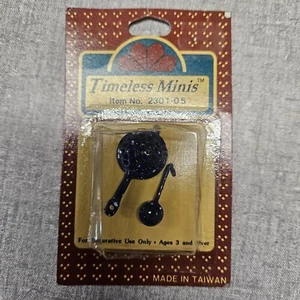 Timeless Minis™
Item No. 2301-05
For Decorative Use Only • Ages 3 and Over
MADE IN TAIWAN